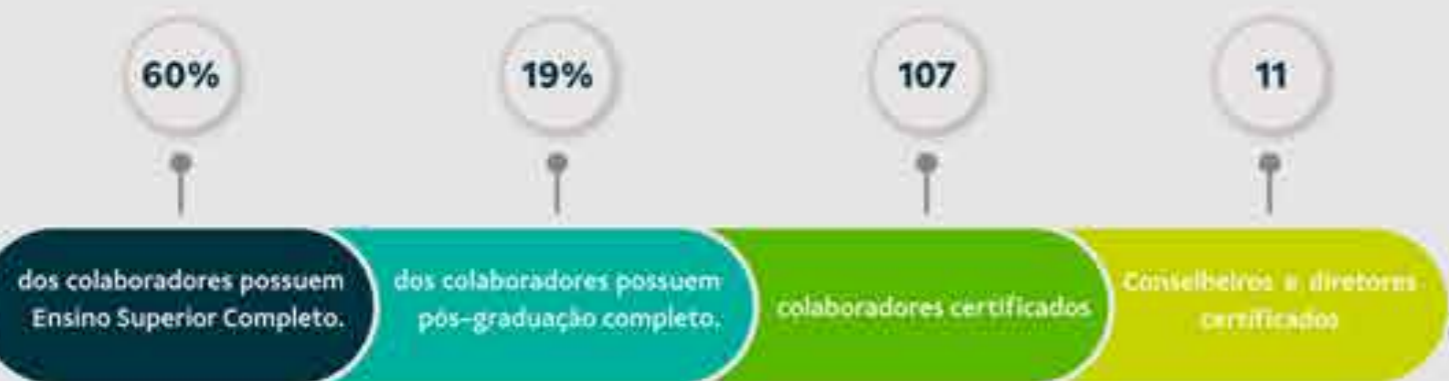 60%
19%
107
11
dos colaboradores possuem
Ensino Superior Completo.
dos colaboradores possuem
pós-graduação completo.
colaboradores certificados
Conselheiros e diretores
certificados